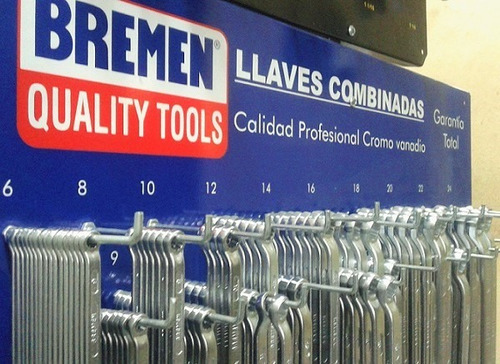 BREMEN®
QUALITY TOOLS
LLAVES COMBINADAS
Calidad Profesional Cromo vanadio
Garantía
Total
6 8 10 12 14 16 18 20 22 24
9